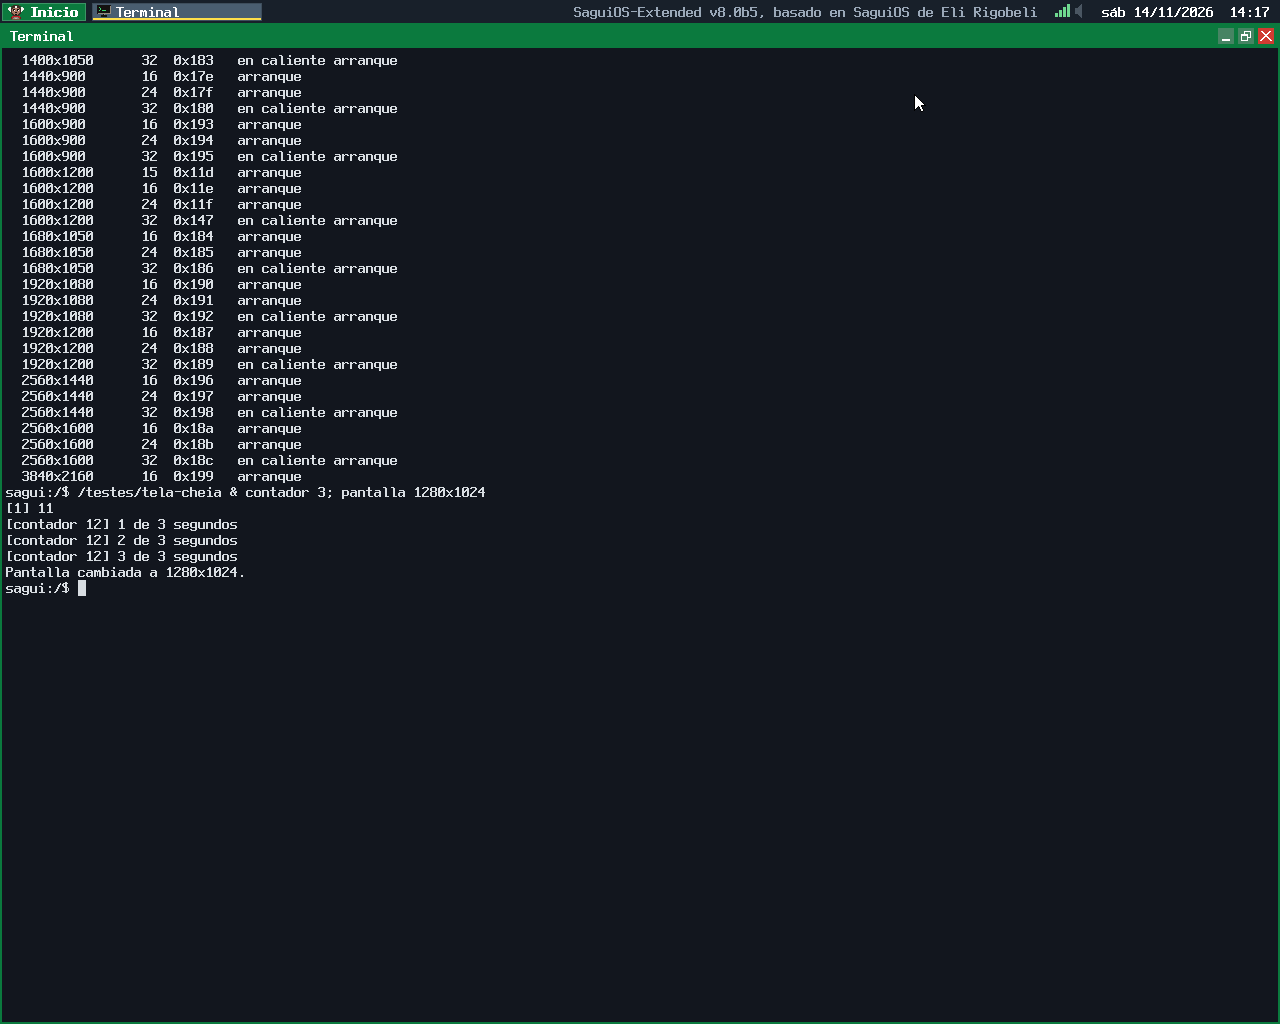 Inicio
Terminal
SaguiOS-Extended v8.0b5, basado en SaguiOS de Eli Rigobeli
sáb 14/11/2026 14:17
Terminal
1400x1050 32 0x183 en caliente arranque
1440x900 16 0x17e arranque
1440x900 24 0x17f arranque
1440x900 32 0x180 en caliente arranque
1600x900 16 0x193 arranque
1600x900 24 0x194 arranque
1600x900 32 0x195 en caliente arranque
1600x1200 15 0x11d arranque
1600x1200 16 0x11e arranque
1600x1200 24 0x11f arranque
1600x1200 32 0x147 en caliente arranque
1680x1050 16 0x184 arranque
1680x1050 24 0x185 arranque
1680x1050 32 0x186 en caliente arranque
1920x1080 16 0x190 arranque
1920x1080 24 0x191 arranque
1920x1080 32 0x192 en caliente arranque
1920x1200 16 0x187 arranque
1920x1200 24 0x188 arranque
1920x1200 32 0x189 en caliente arranque
2560x1440 16 0x196 arranque
2560x1440 24 0x197 arranque
2560x1440 32 0x198 en caliente arranque
2560x1600 16 0x18a arranque
2560x1600 24 0x18b arranque
2560x1600 32 0x18c en caliente arranque
3840x2160 16 0x199 arranque
sagui:/$ /testes/tela-cheia & contador 3; pantalla 1280x1024
[1] 11
[contador 12] 1 de 3 segundos
[contador 12] 2 de 3 segundos
[contador 12] 3 de 3 segundos
Pantalla cambiada a 1280x1024.
sagui:/$